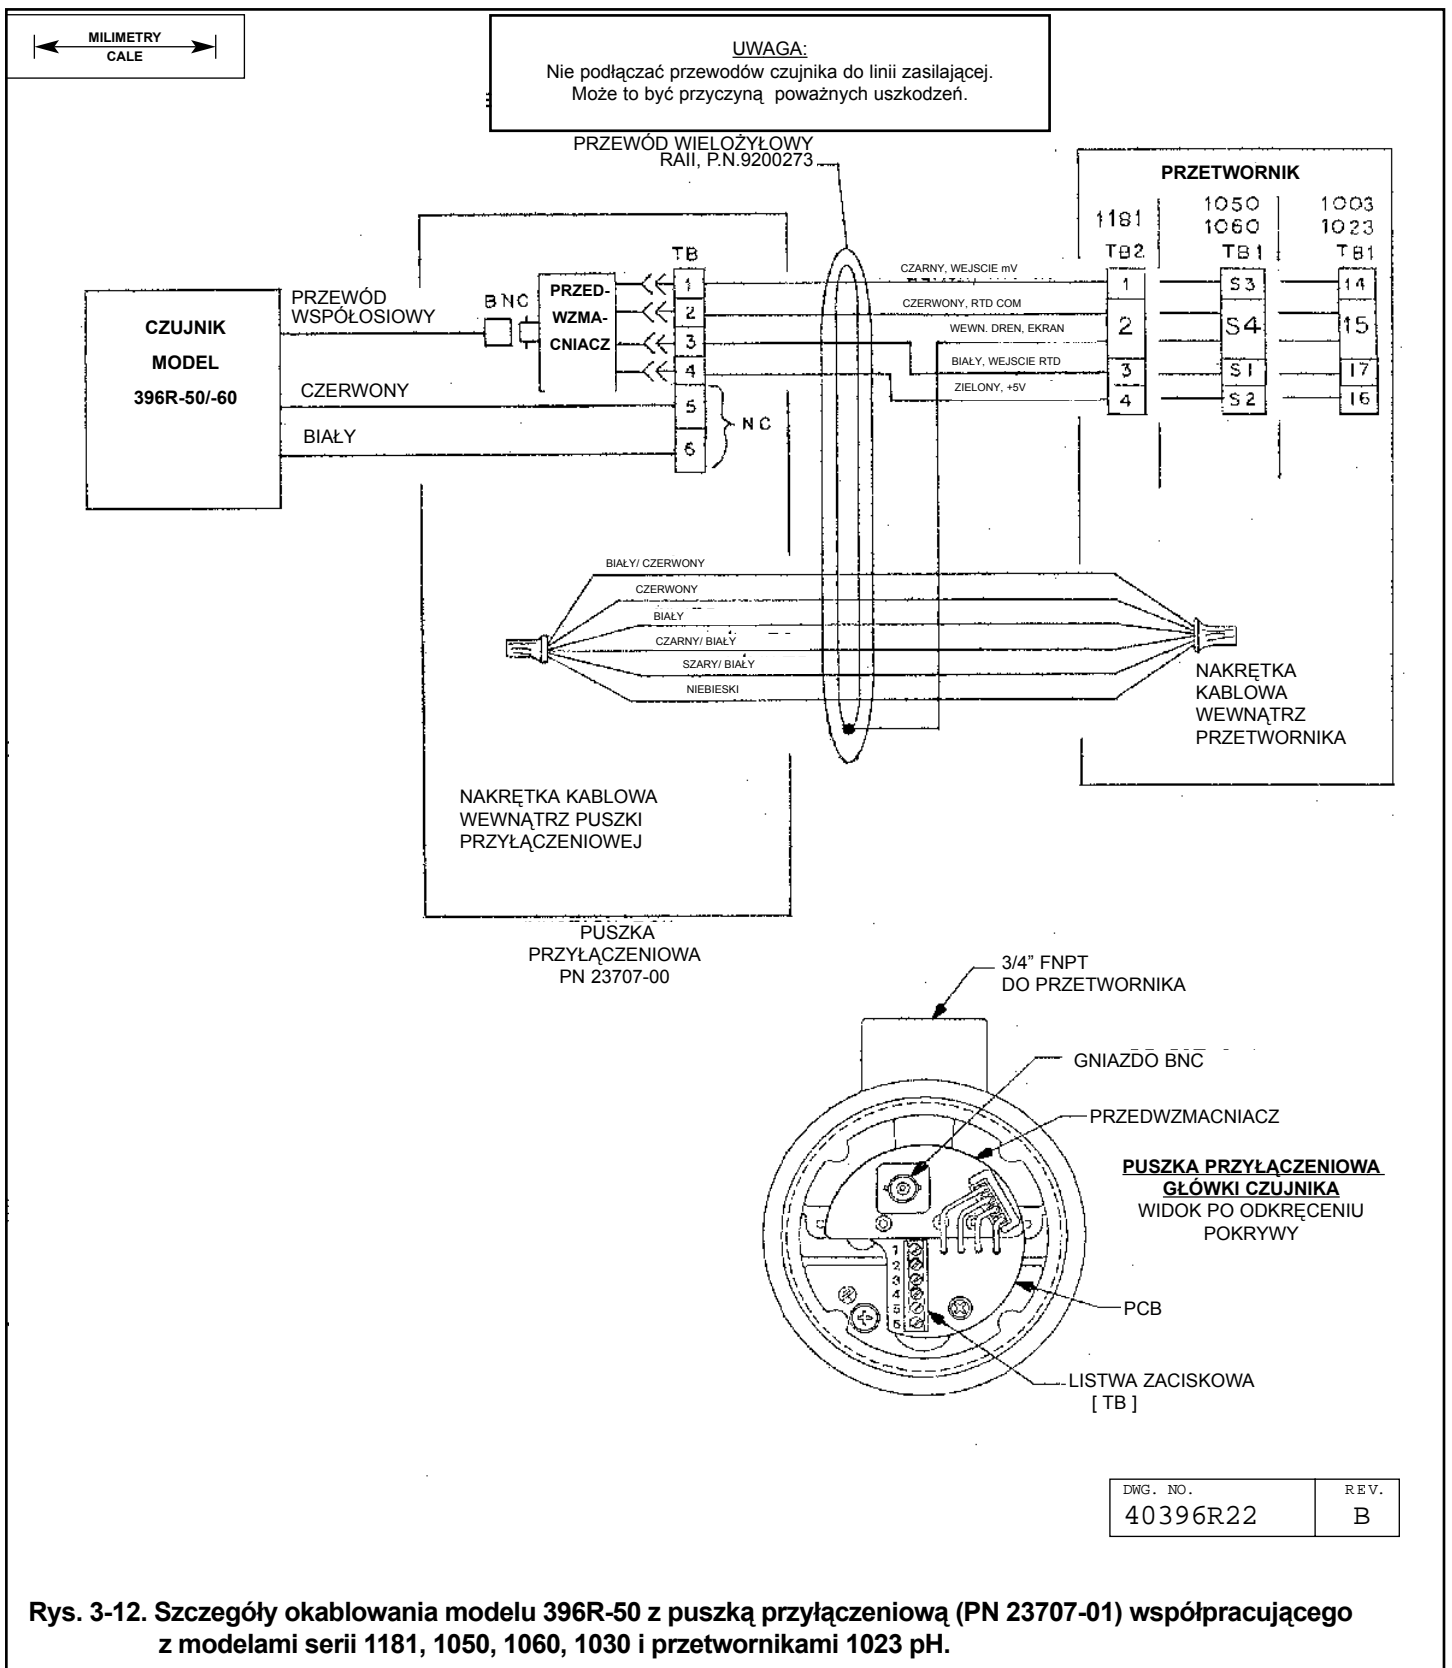 MILIMETRY
CALE
UWAGA:
Nie podłączać przewodów czujnika do linii zasilającej.
Może to być przyczyną poważnych uszkodzeń.
PRZEWÓD WIELOŻYŁOWY
RAII, P.N.9200273
PRZETWORNIK
1181
1050
1060
1003
1023
TB2
TB1
TB1
TB
BNC
PRZED-
WZMA-
CNIACZ
PRZEWÓD
WSPÓŁOSIOWY
CZUJNIK
MODEL
396R-50/-60
CZERWONY
BIAŁY
1
2
3
4
5
6
NC
CZARNY, WEJSCIE mV
CZERWONY, RTD COM
WEWN. DREN, EKRAN
BIAŁY, WEJSCIE RTD
ZIELONY, +5V
1 S3 14
2 S4 15
3 S1 17
4 S2 16
BIAŁY/ CZERWONY
CZERWONY
BIAŁY
CZARNY/ BIAŁY
SZARY/ BIAŁY
NIEBIESKI
NAKRĘTKA
KABLOWA
WEWNĄTRZ
PRZETWORNIKA
NAKRĘTKA KABLOWA
WEWNĄTRZ PUSZKI
PRZYŁĄCZENIOWEJ
PUSZKA
PRZYŁĄCZENIOWA
PN 23707-00
3/4" FNPT
DO PRZETWORNIKA
GNIAZDO BNC
PRZEDWZMACNIACZ
PUSZKA PRZYŁĄCZENIOWA
GŁÓWKI CZUJNIKA
WIDOK PO ODKRĘCENIU
POKRYWY
1
2
3
4
PCB
LISTWA ZACISKOWA
[ TB ]
DWG. NO.
40396R22
REV.
B
Rys. 3-12. Szczegóły okablowania modelu 396R-50 z puszką przyłączeniową (PN 23707-01) współpracującego
z modelami serii 1181, 1050, 1060, 1030 i przetwornikami 1023 pH.